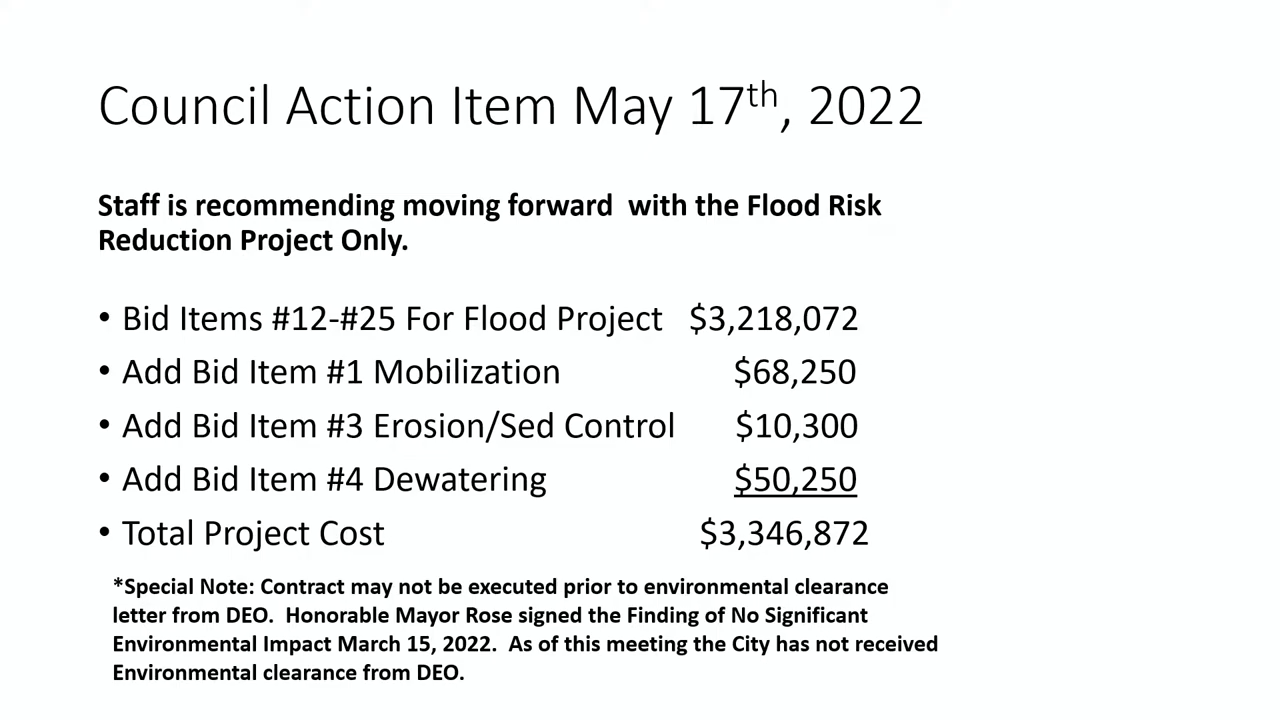 Council Action Item May 17th, 2022
Staff is recommending moving forward with the Flood Risk
Reduction Project Only.
• Bid Items #12-#25 For Flood Project $3,218,072
• Add Bid Item #1 Mobilization $68,250
• Add Bid Item #3 Erosion/Sed Control $10,300
• Add Bid Item #4 Dewatering $50,250
• Total Project Cost $3,346,872
*Special Note: Contract may not be executed prior to environmental clearance
letter from DEO. Honorable Mayor Rose signed the Finding of No Significant
Environmental Impact March 15, 2022. As of this meeting the City has not received
Environmental clearance from DEO.